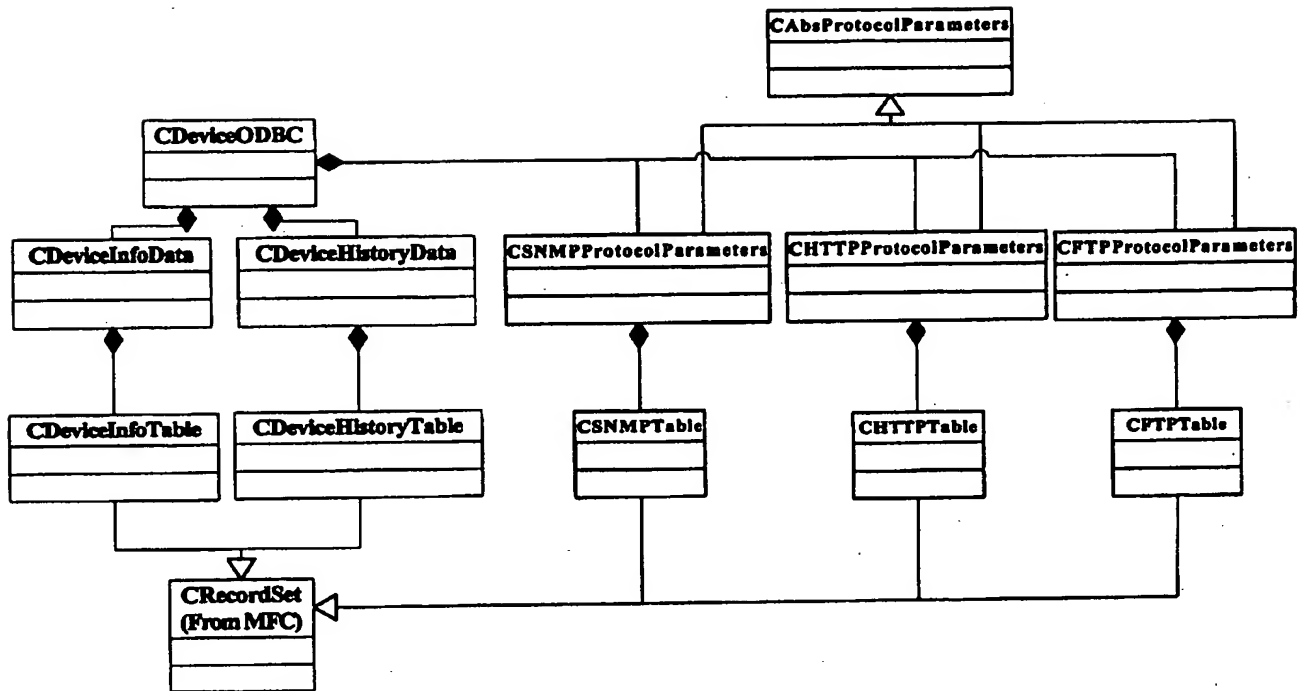 CAbsProtocolParameters
CDeviceODBC
CDeviceInfoData
CDeviceHistoryData
CSNMPProtocolParameters
CHTTPProtocolParameters
CFTPProtocolParameters
CDeviceInfoTable
CDeviceHistoryTable
CSNMPTable
CHTTPTable
CFTPTable
CRecordSet
(From MFC)